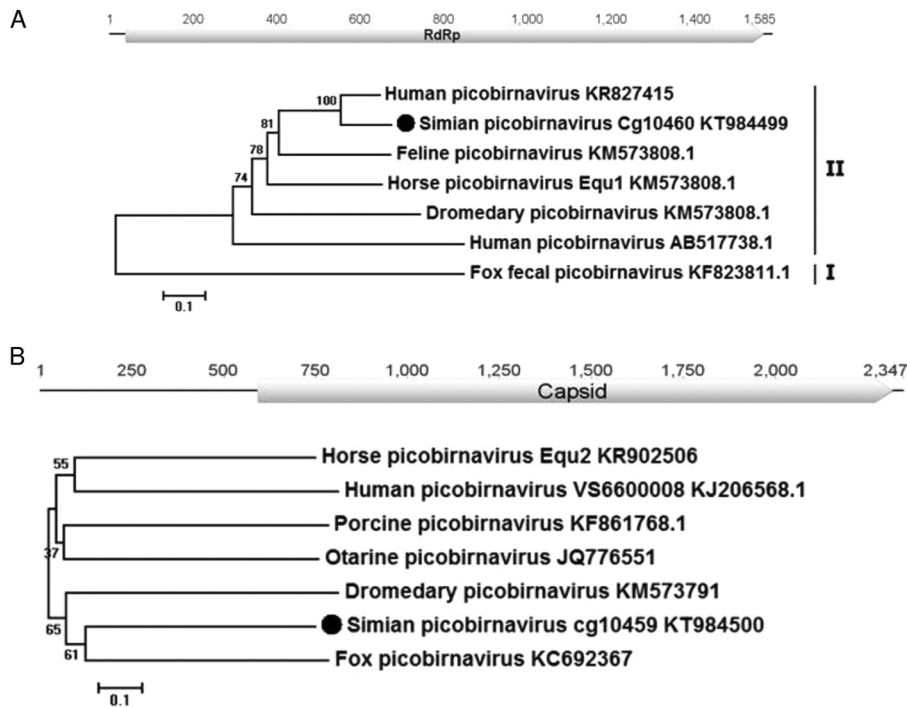 A
1 200 400 600 800 1,000 1,200 1,400 1,585
RdRp
Human picobirnavirus KR827415
100
Simian picobirnavirus Cg10460 KT984499
81
Feline picobirnavirus KM573808.1
78
II
Horse picobirnavirus Equ1 KM573808.1
74
Dromedary picobirnavirus KM573808.1
Human picobirnavirus AB517738.1
Fox fecal picobirnavirus KF823811.1 I
0.1
B
1 250 500 750 1,000 1,250 1,500 1,750 2,000 2,347
Capsid
Horse picobirnavirus Equ2 KR902506
55
Human picobirnavirus VS6600008 KJ206568.1
Porcine picobirnavirus KF861768.1
37
Otarine picobirnavirus JQ776551
Dromedary picobirnavirus KM573791
65
Simian picobirnavirus cg10459 KT984500
61
Fox picobirnavirus KC692367
0.1